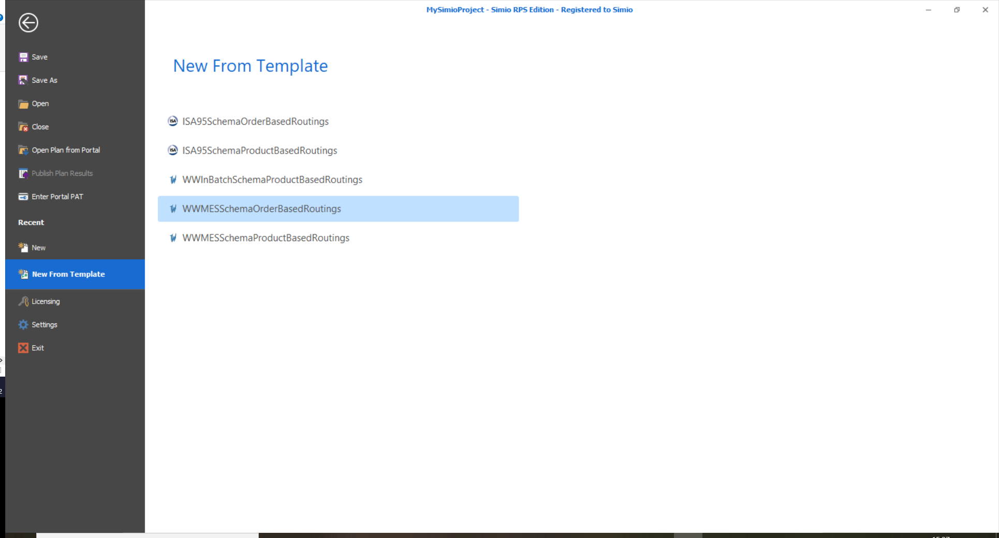 MySimioProject - Simio RPS Edition - Registered to Simio
Save
Save As
Open
Close
Open Plan from Portal
Publish Plan Results
Enter Portal PAT
Recent
New
New From Template
Licensing
Settings
Exit
New From Template
ISA ISA95SchemaOrderBasedRoutings
ISA ISA95SchemaProductBasedRoutings
W WWInBatchSchemaProductBasedRoutings
W WWMESSchemaOrderBasedRoutings
W WWMESSchemaProductBasedRoutings